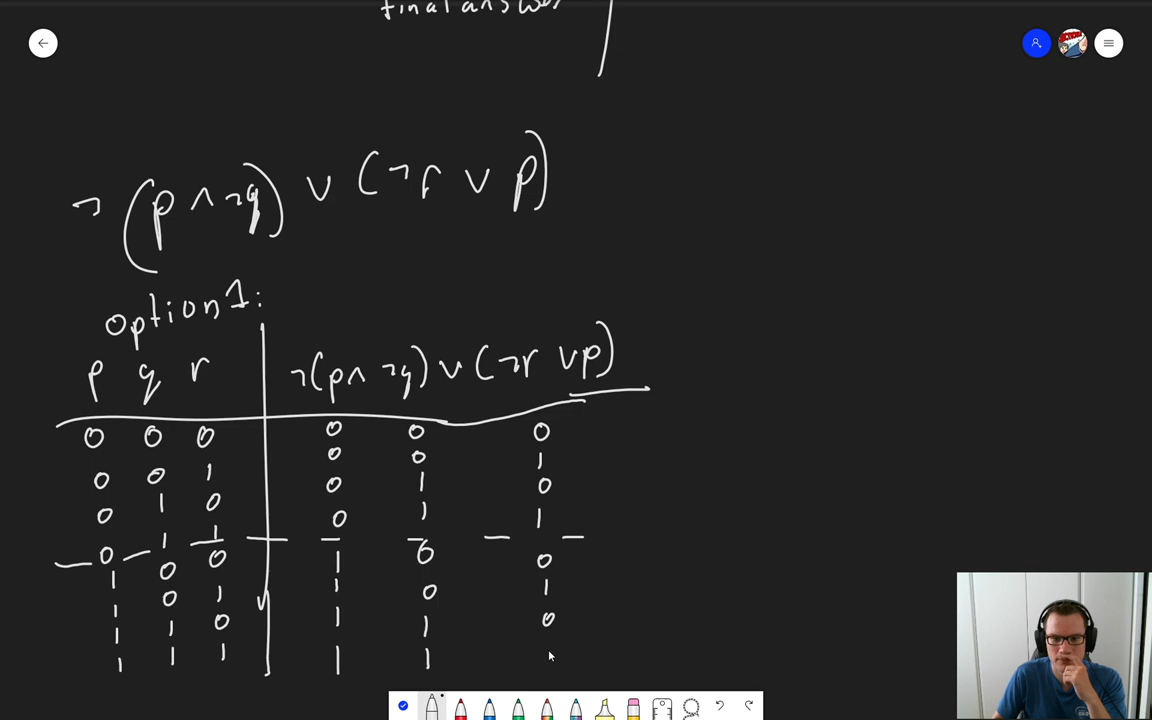 final answer
¬(p ∧ ¬q) ∨ (¬r ∨ p)
Option 1:
p q r | ¬(p ∧ ¬q) ∨ (¬r ∨ p)
0 0 0 | 0 0 0
0 0 1 | 0 0 1
0 1 0 | 0 1 0
0 1 1 | 0 1 1
1 0 0 | 1 0 0
1 0 1 | 1 0 1
1 1 0 | 1 1 0
1 1 1 | 1 1